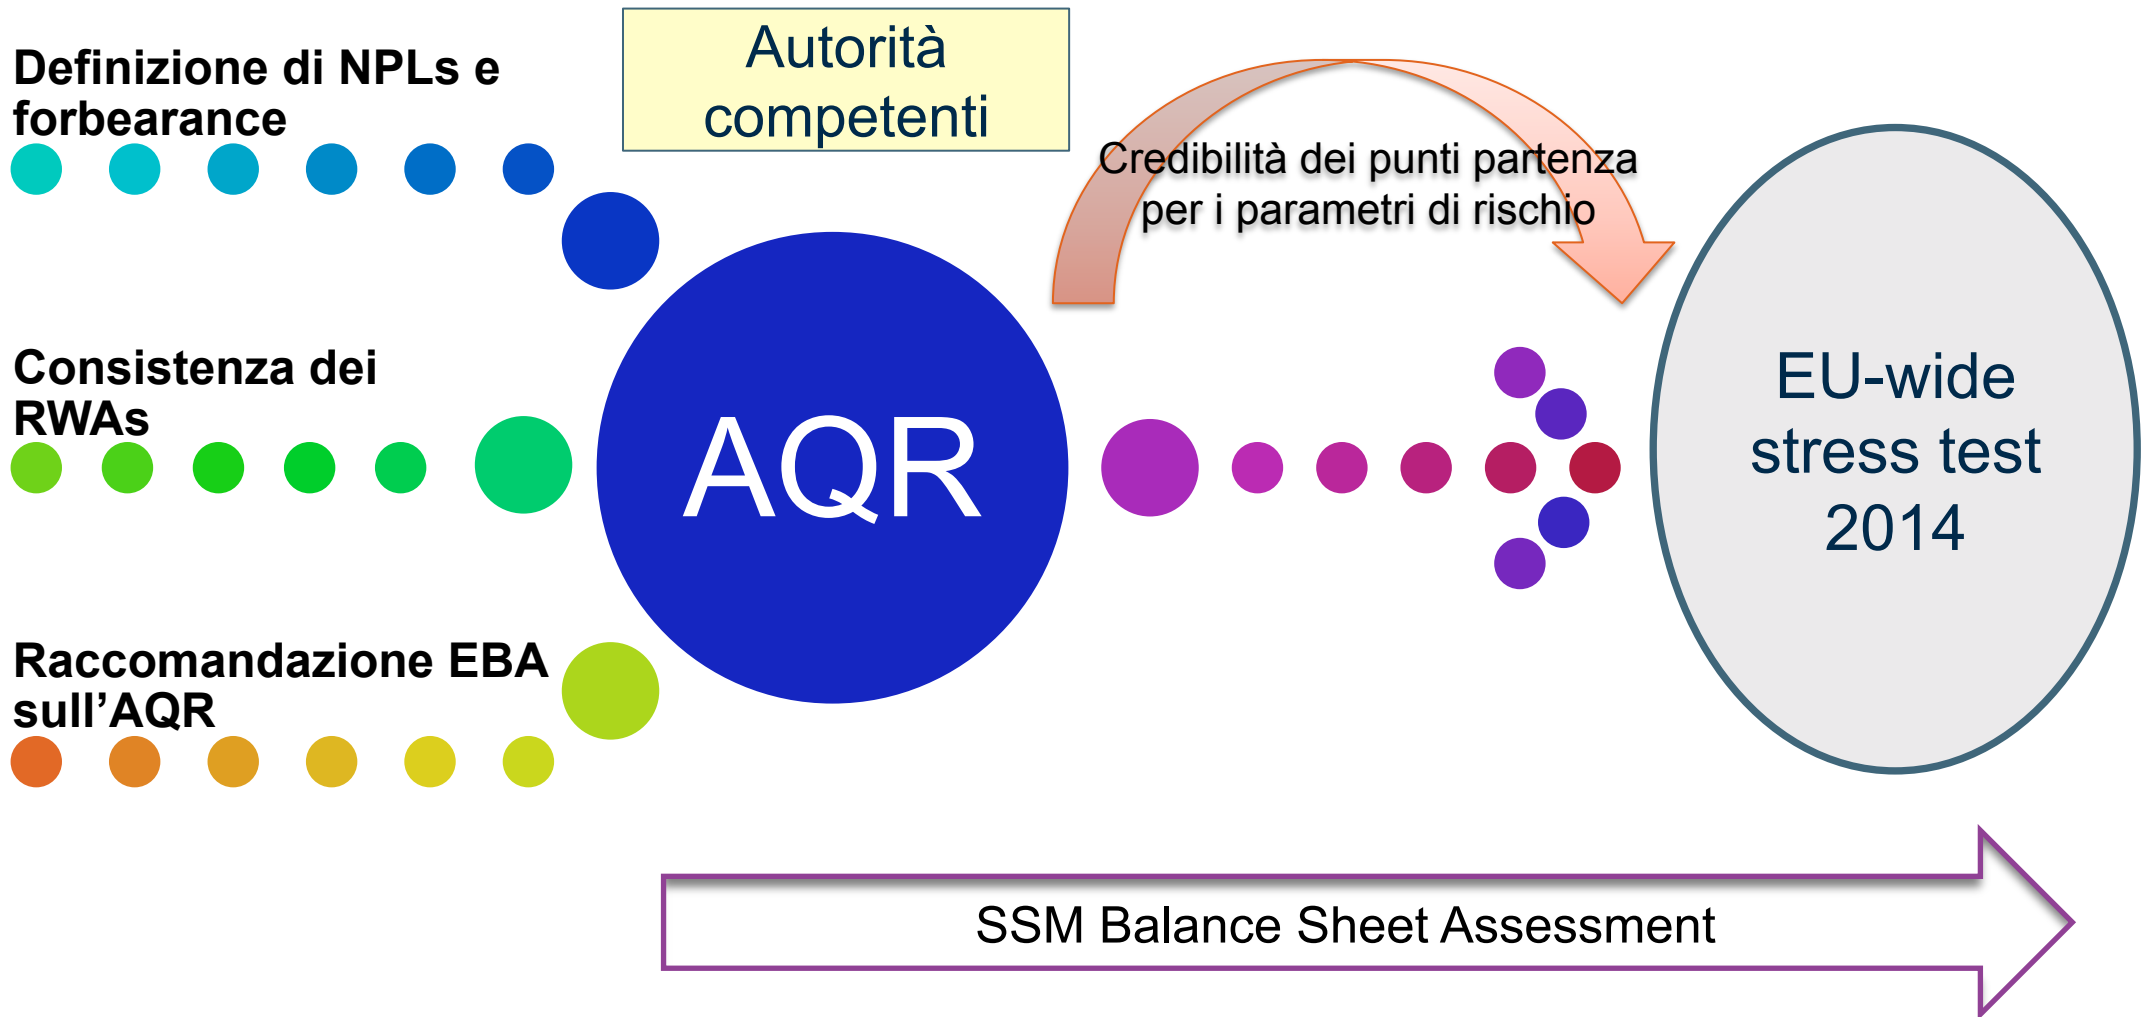 Definizione di NPLs e
forbearance
Autorità
competenti
Credibilità dei punti partenza
per i parametri di rischio
Consistenza dei
RWAs
AQR
EU-wide
stress test
2014
Raccomandazione EBA
sull’AQR
SSM Balance Sheet Assessment